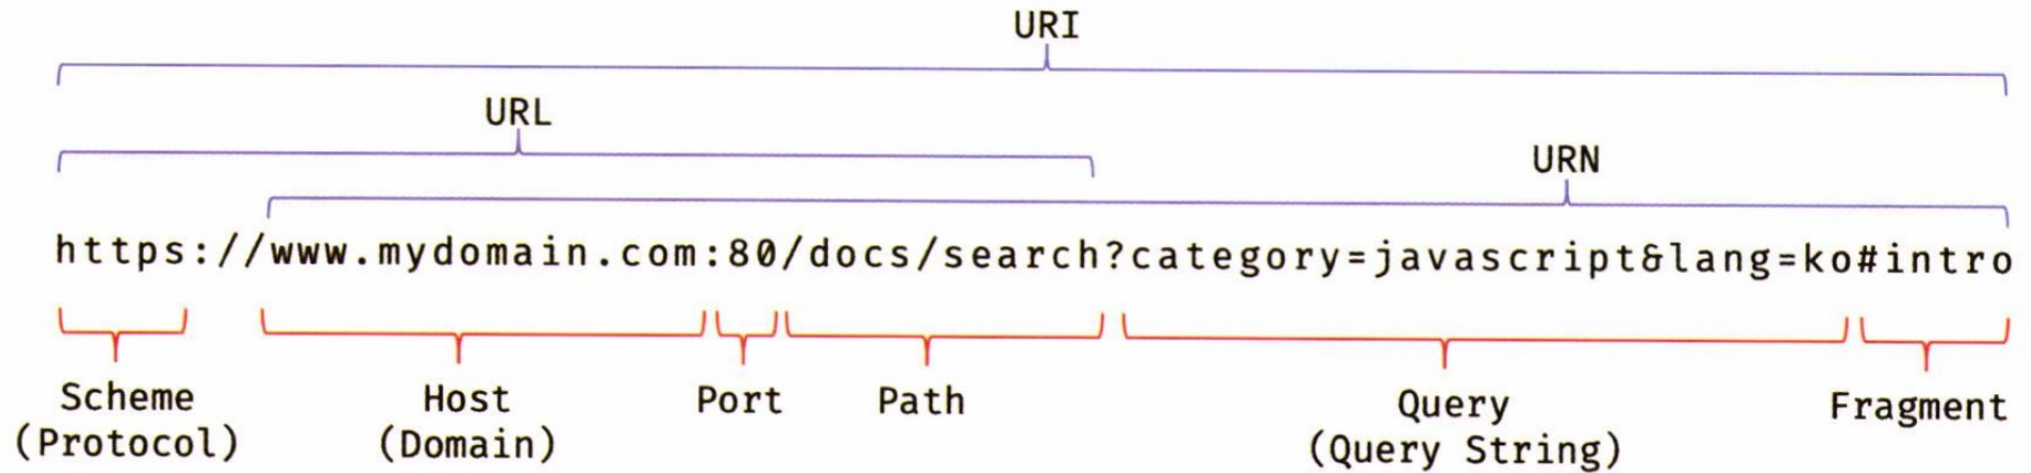 URI
URL
URN
https://www.mydomain.com:80/docs/search?category=javascript&lang=ko#intro
Scheme Host Port Path Query Fragment
(Protocol) (Domain) (Query String)